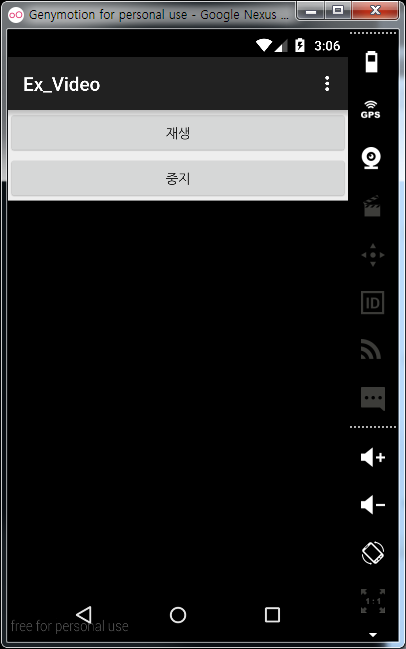 Genymotion for personal use - Google Nexus ...
3:06
Ex_Video
GPS
재생
중지
ID
1:1
free for personal use